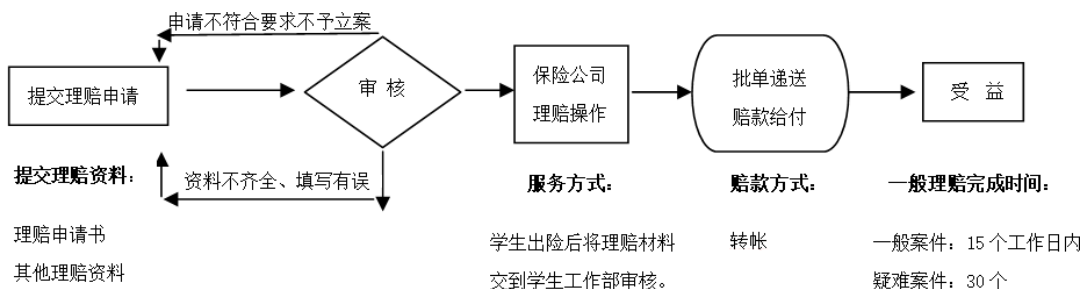 申请不符合要求不予立案
提交理赔申请
审 核
保险公司
理赔操作
批单递送
赔款给付
受 益
提交理赔资料：
资料不齐全、填写有误
服务方式：
赔款方式：
一般理赔完成时间：
理赔申请书
其他理赔资料
学生出险后将理赔材料
交到学生工作部审核。
转帐
一般案件：15个工作日内
疑难案件：30个